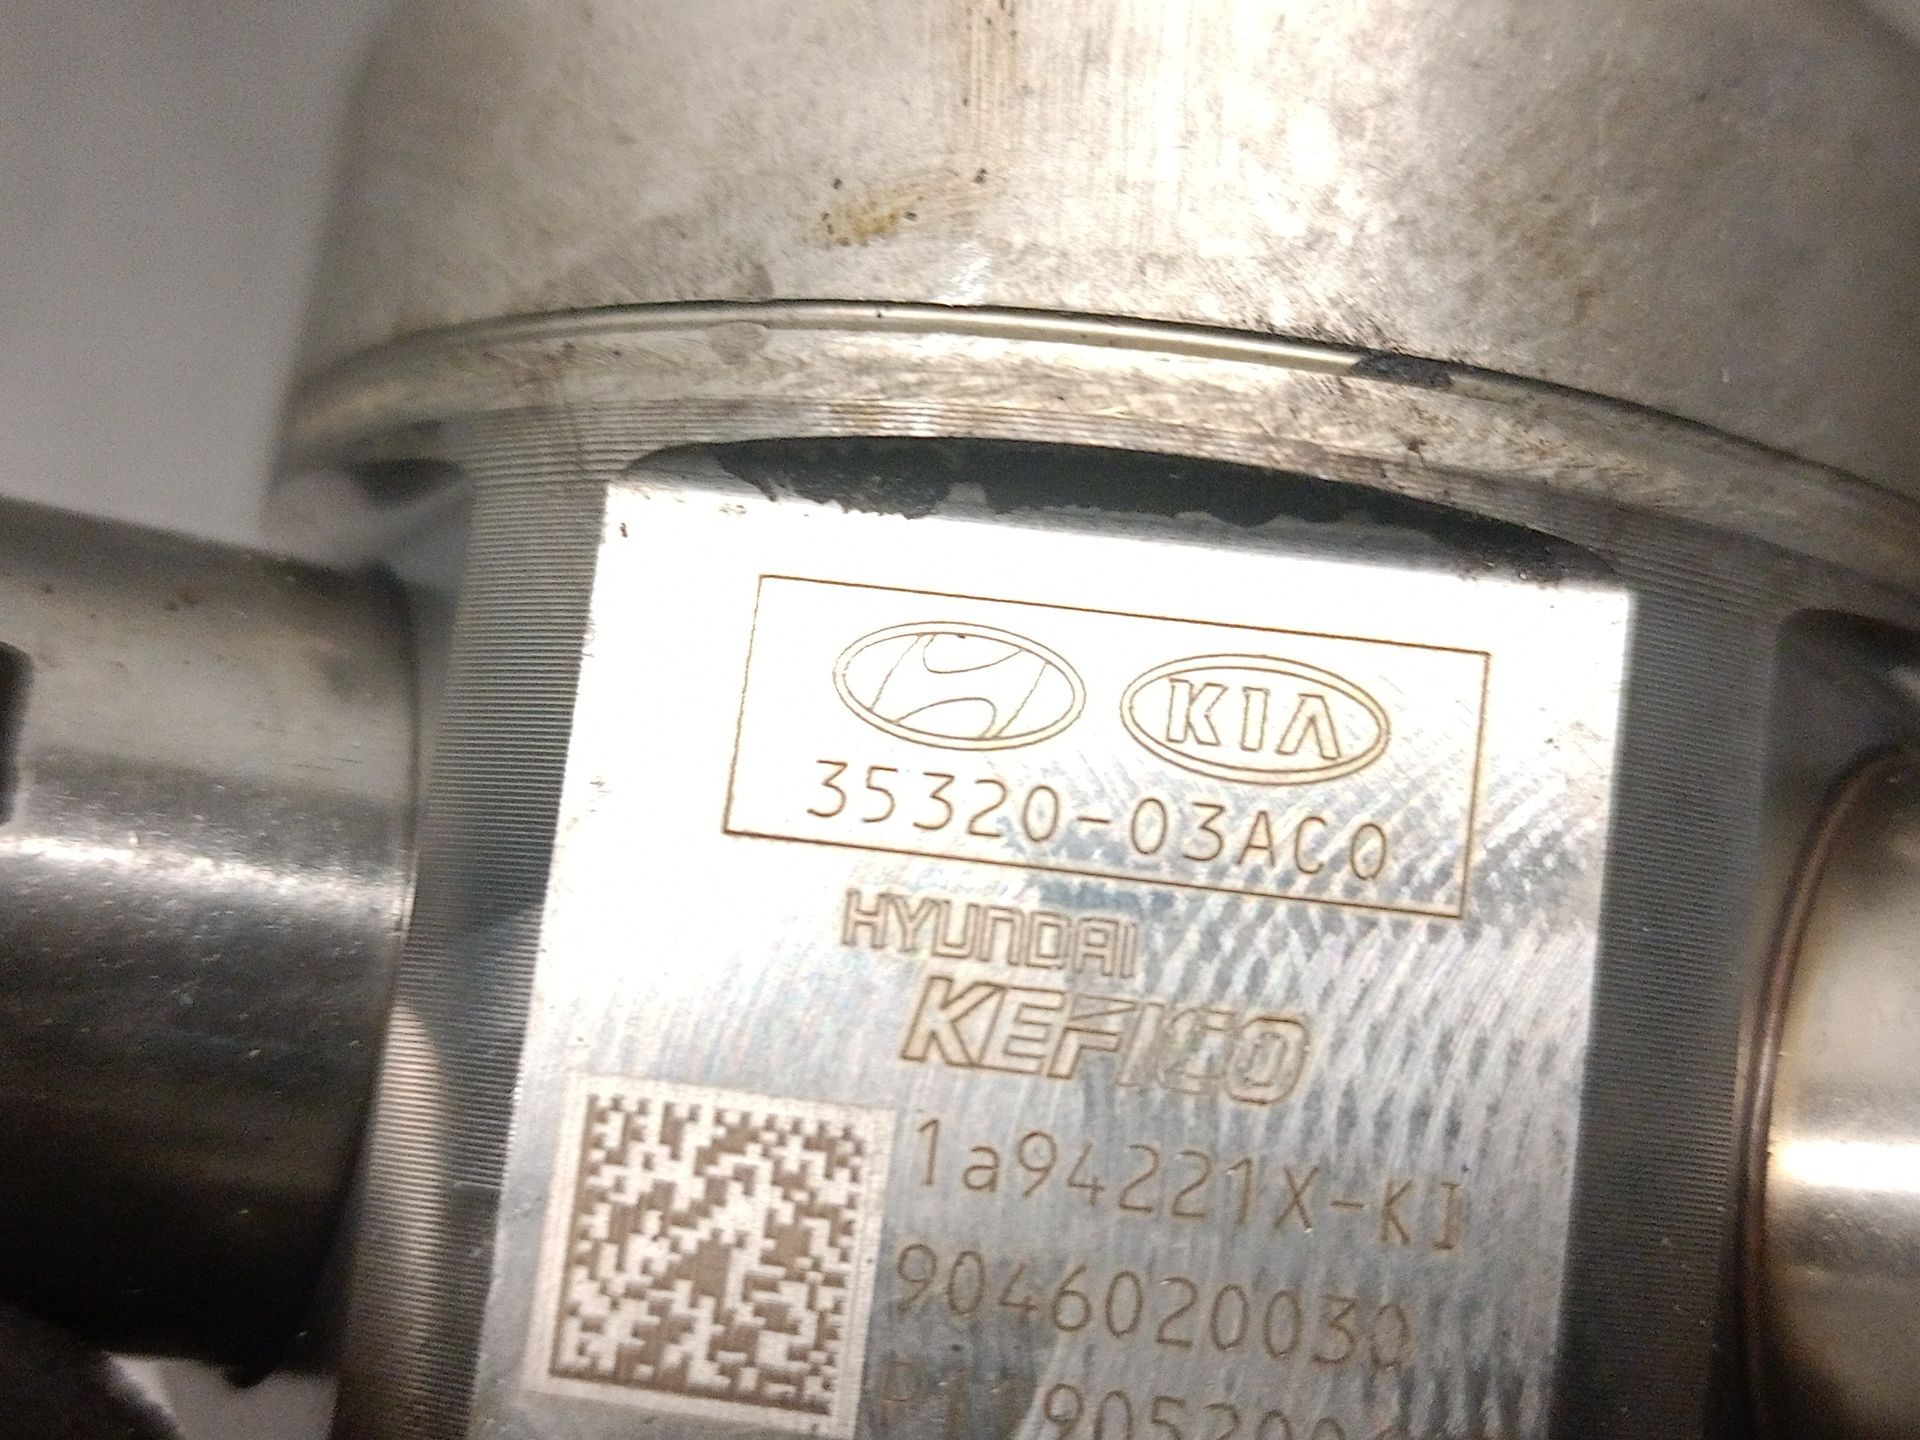 KIA
35320-03AC0
HYUNDAI
KEFICO
1a94221X-KI
9046020030